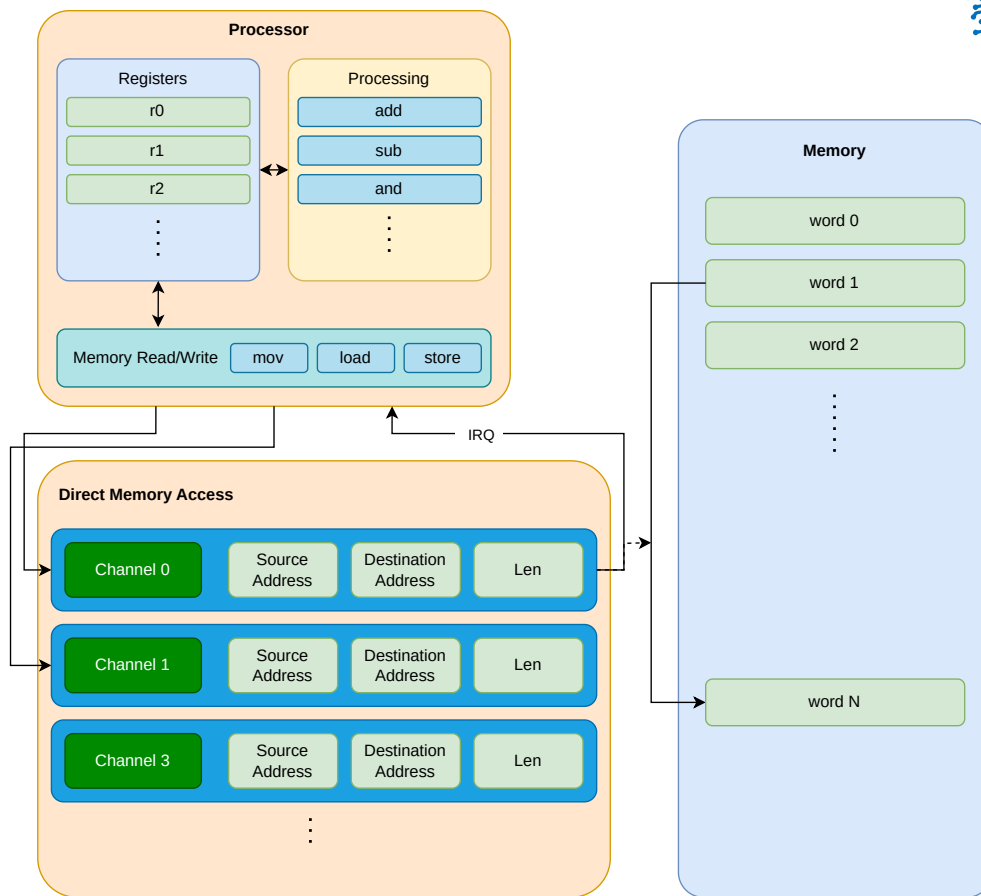 Processor
Registers
r0
r1
r2
Processing
add
sub
and
Memory Read/Write
mov
load
store
IRQ
Direct Memory Access
Channel 0
Source
Address
Destination
Address
Len
Channel 1
Source
Address
Destination
Address
Len
Channel 3
Source
Address
Destination
Address
Len
Memory
word 0
word 1
word 2
word N